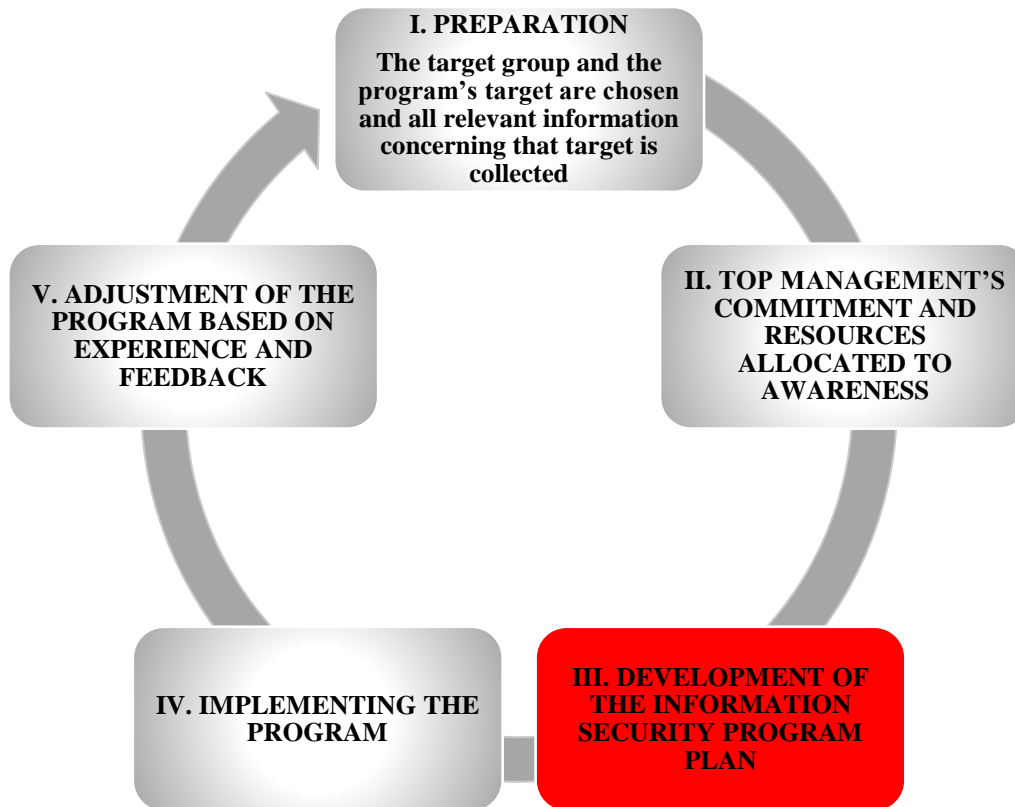 I. PREPARATION
The target group and the
program’s target are chosen
and all relevant information
concerning that target is
collected
II. TOP MANAGEMENT’S
COMMITMENT AND
RESOURCES
ALLOCATED TO
AWARENESS
III. DEVELOPMENT OF
THE INFORMATION
SECURITY PROGRAM
PLAN
IV. IMPLEMENTING THE
PROGRAM
V. ADJUSTMENT OF THE
PROGRAM BASED ON
EXPERIENCE AND
FEEDBACK